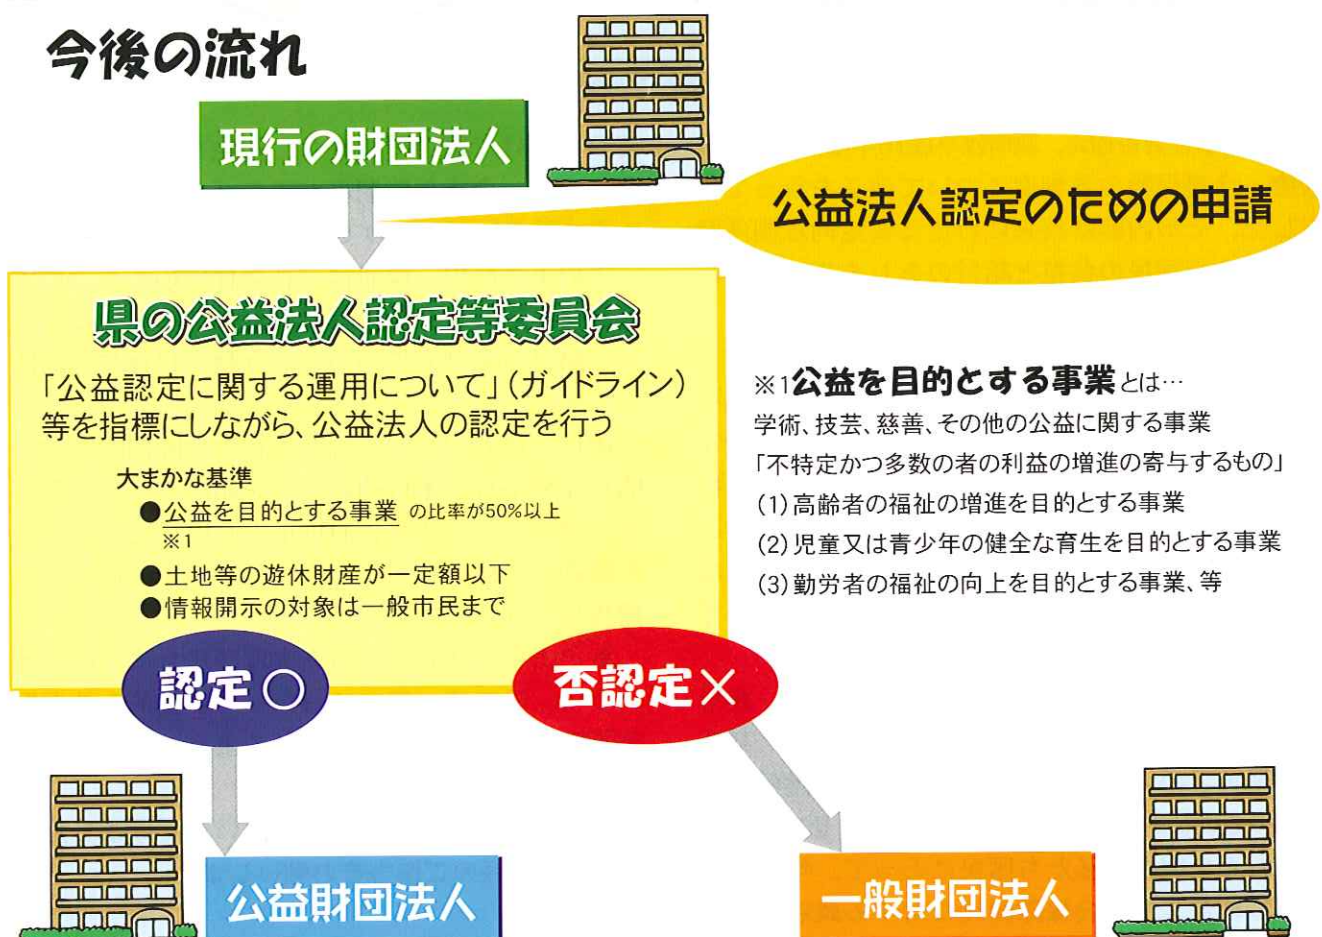 今後の流れ
現行の財団法人
公益法人認定のための申請
県の公益法人認定等委員会
「公益認定に関する運用について」(ガイドライン)
等を指標にしながら、公益法人の認定を行う
大まかな基準
●公益を目的とする事業 の比率が50%以上
※1
●土地等の遊休財産が一定額以下
●情報開示の対象は一般市民まで
※1公益を目的とする事業とは…
学術、技芸、慈善、その他の公益に関する事業
「不特定かつ多数の者の利益の増進の寄与するもの」
(1)高齢者の福祉の増進を目的とする事業
(2)児童又は青少年の健全な育生を目的とする事業
(3)勤労者の福祉の向上を目的とする事業、等
認定○
否認定×
公益財団法人
一般財団法人